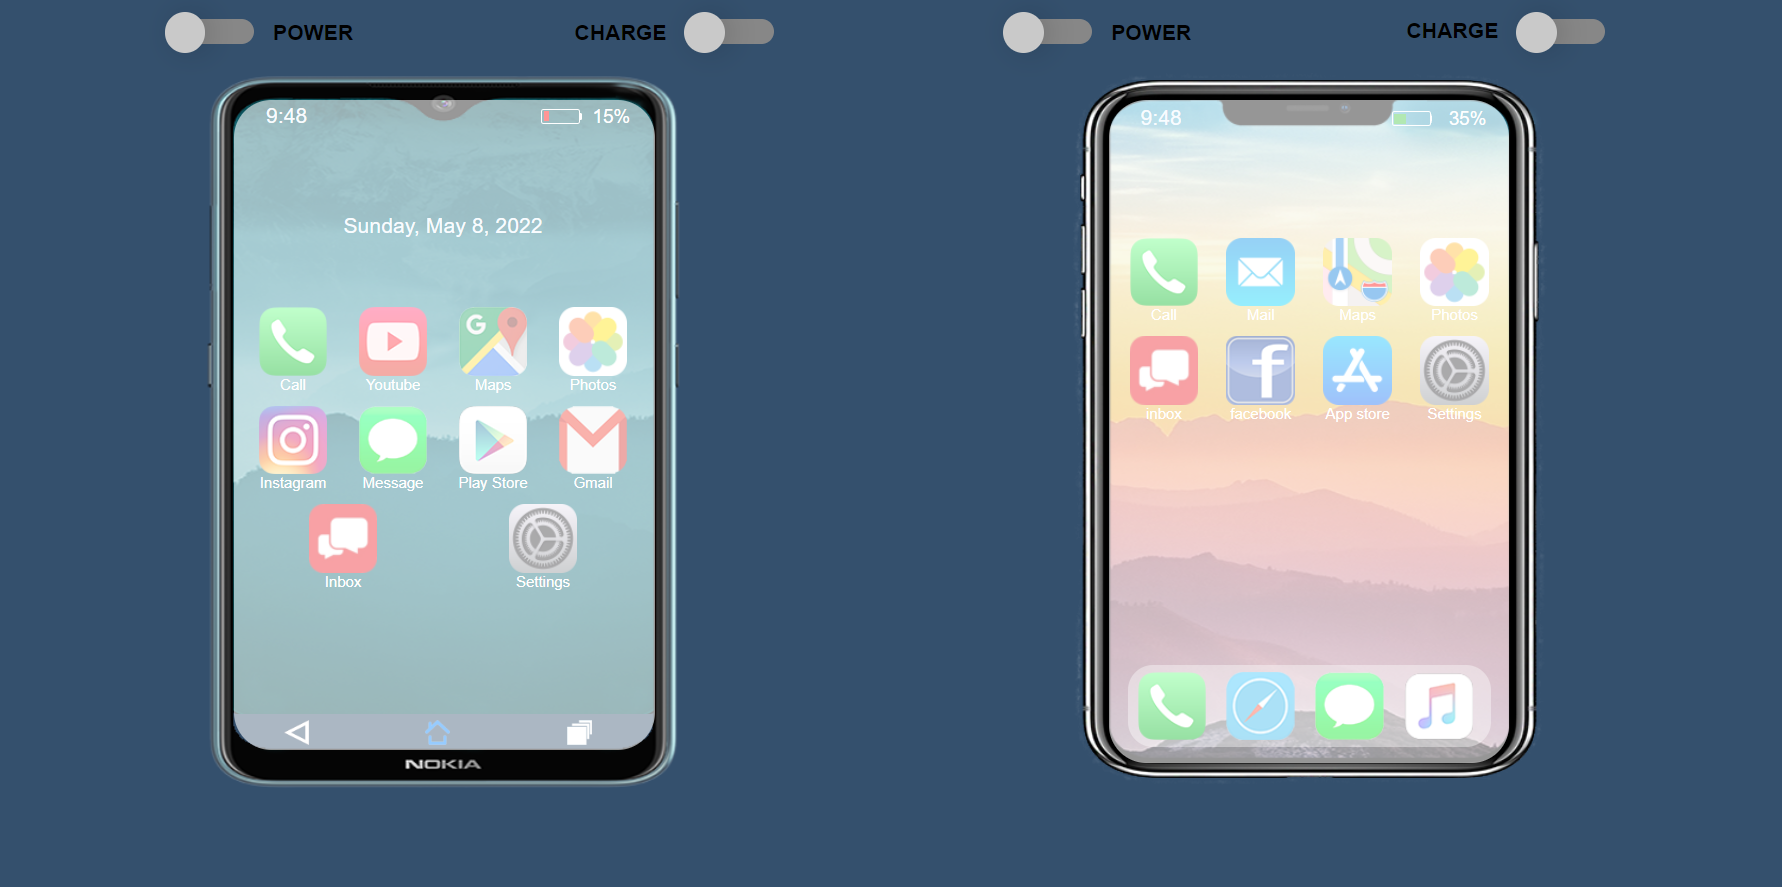 POWER CHARGE
9:48 15%
Sunday, May 8, 2022
Call Youtube Maps Photos
Instagram Message Play Store Gmail
Inbox Settings
NOKIA
POWER CHARGE
9:48 35%
Call Mail Maps Photos
inbox facebook App store Settings